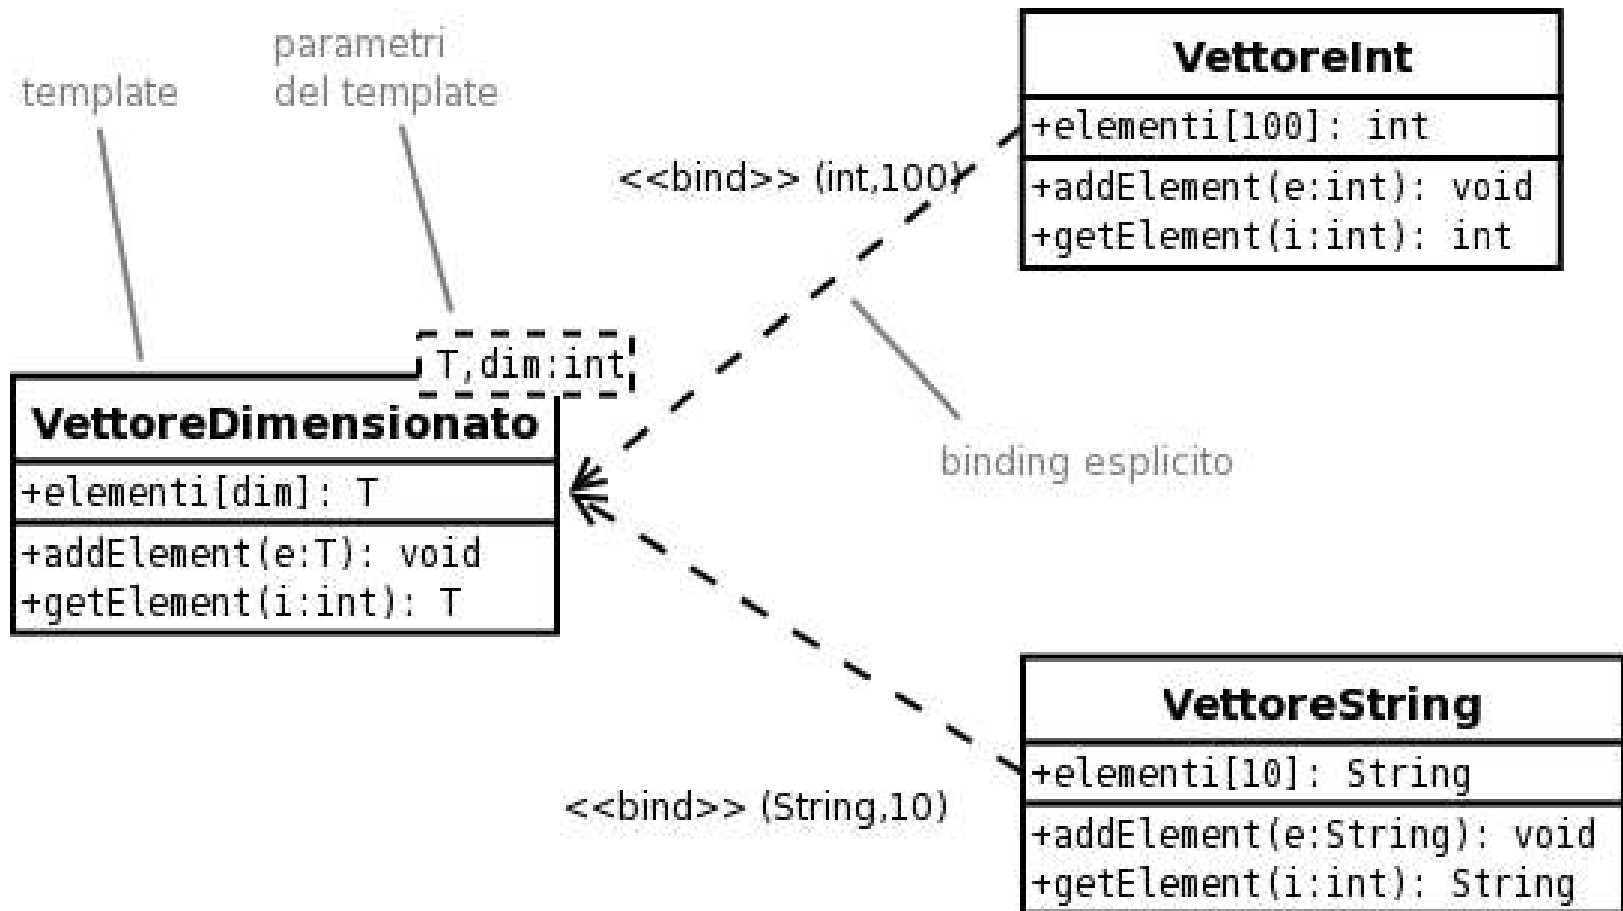 template
parametri
del template
<<bind>> (int,100)
VettoreInt
+elementi[100]: int
+addElement(e:int): void
+getElement(i:int): int
T,dim:int
VettoreDimensionato
+elementi[dim]: T
+addElement(e:T): void
+getElement(i:int): T
binding esplicito
<<bind>> (String,10)
VettoreString
+elementi[10]: String
+addElement(e:String): void
+getElement(i:int): String